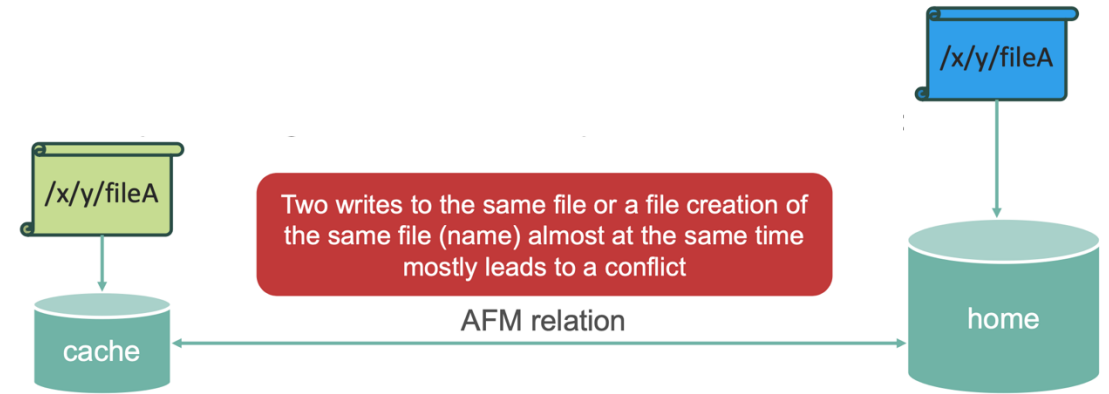 /x/y/fileA
/x/y/fileA
Two writes to the same file or a file creation of
the same file (name) almost at the same time
mostly leads to a conflict
AFM relation
home
cache